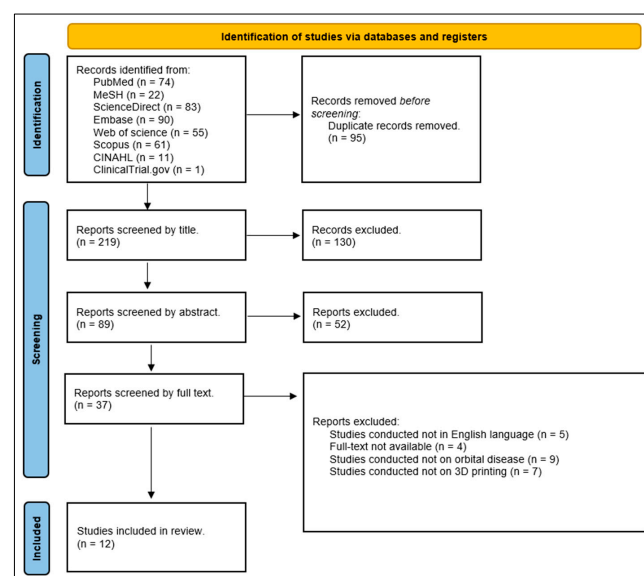 Identification of studies via databases and registers
Identification
Records identified from:
PubMed (n = 74)
MeSH (n = 22)
ScienceDirect (n = 83)
Embase (n = 90)
Web of science (n = 55)
Scopus (n = 61)
CINAHL (n = 11)
ClinicalTrial.gov (n = 1)
Records removed before
screening:
Duplicate records removed.
(n = 95)
Screening
Reports screened by title.
(n = 219)
Records excluded.
(n = 130)
Reports screened by abstract.
(n = 89)
Reports excluded.
(n = 52)
Reports screened by full text.
(n = 37)
Reports excluded:
Studies conducted not in English language (n = 5)
Full-text not available (n = 4)
Studies conducted not on orbital disease (n = 9)
Studies conducted not on 3D printing (n = 7)
Included
Studies included in review.
(n = 12)